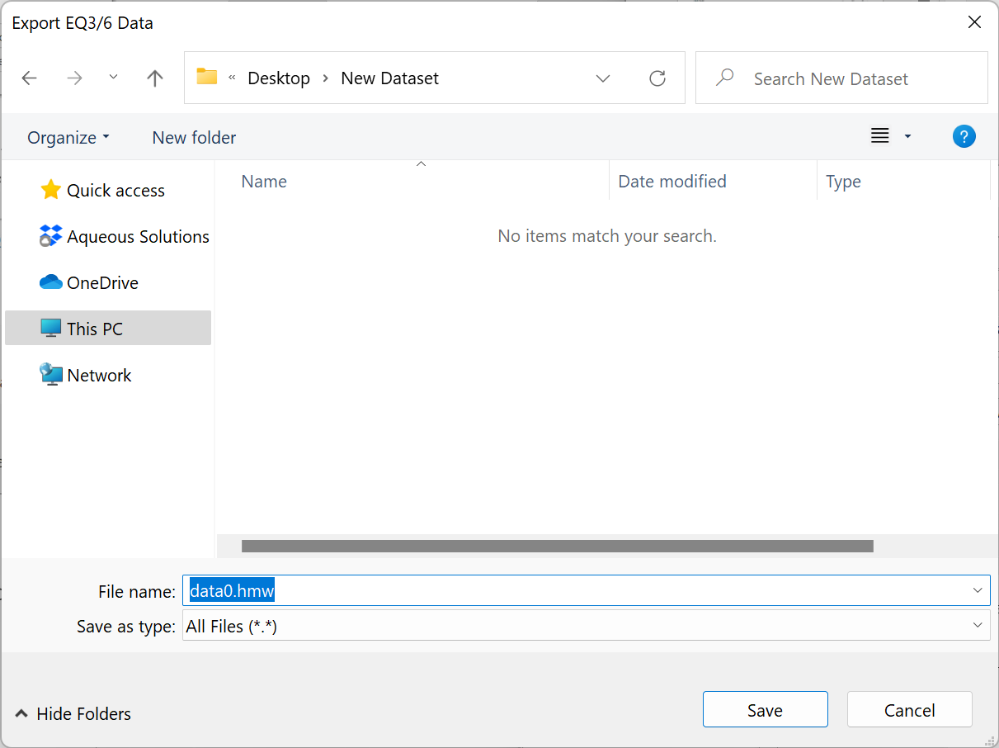 Export EQ3/6 Data
« Desktop › New Dataset
Search New Dataset
Organize
New folder
?
Name
Date modified
Type
Quick access
No items match your search.
Aqueous Solutions
OneDrive
This PC
Network
File name: data0.hmw
Save as type: All Files (*.*)
Hide Folders
Save
Cancel